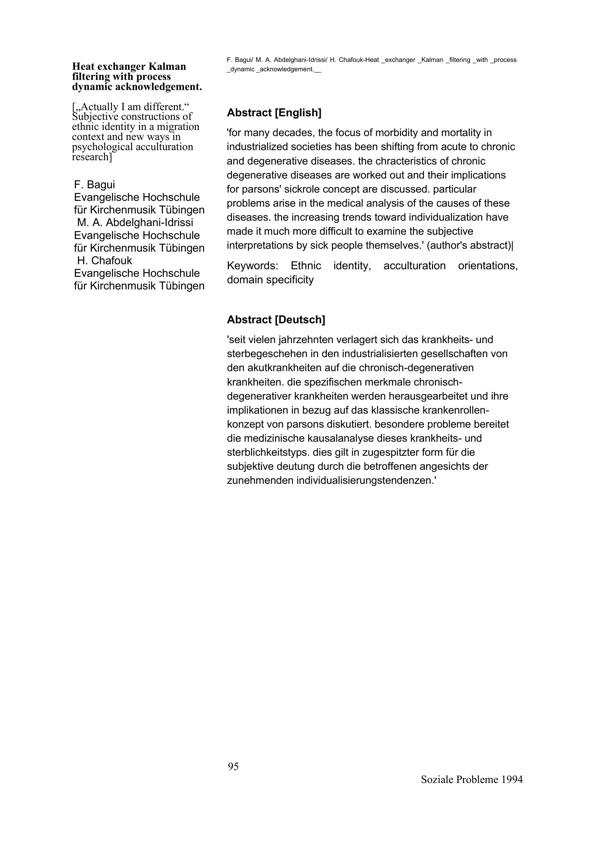 Heat exchanger Kalman
filtering with process
dynamic acknowledgement.
[„Actually I am different.“
Subjective constructions of
ethnic identity in a migration
context and new ways in
psychological acculturation
research]
F. Bagui
Evangelische Hochschule
für Kirchenmusik Tübingen
M. A. Abdelghani-Idrissi
Evangelische Hochschule
für Kirchenmusik Tübingen
H. Chafouk
Evangelische Hochschule
für Kirchenmusik Tübingen
F. Bagui/ M. A. Abdelghani-Idrissi/ H. Chafouk-Heat _exchanger _Kalman _filtering _with _process
_dynamic _acknowledgement.__
Abstract [English]
'for many decades, the focus of morbidity and mortality in
industrialized societies has been shifting from acute to chronic
and degenerative diseases. the chracteristics of chronic
degenerative diseases are worked out and their implications
for parsons' sickrole concept are discussed. particular
problems arise in the medical analysis of the causes of these
diseases. the increasing trends toward individualization have
made it much more difficult to examine the subjective
interpretations by sick people themselves.' (author's abstract)|
Keywords: Ethnic identity, acculturation orientations,
domain specificity
Abstract [Deutsch]
'seit vielen jahrzehnten verlagert sich das krankheits- und
sterbegeschehen in den industrialisierten gesellschaften von
den akutkrankheiten auf die chronisch-degenerativen
krankheiten. die spezifischen merkmale chronisch-
degenerativer krankheiten werden herausgearbeitet und ihre
implikationen in bezug auf das klassische krankenrollen-
konzept von parsons diskutiert. besondere probleme bereitet
die medizinische kausalanalyse dieses krankheits- und
sterblichkeitstyps. dies gilt in zugespitzter form für die
subjektive deutung durch die betroffenen angesichts der
zunehmenden individualisierungstendenzen.'
95
Soziale Probleme 1994